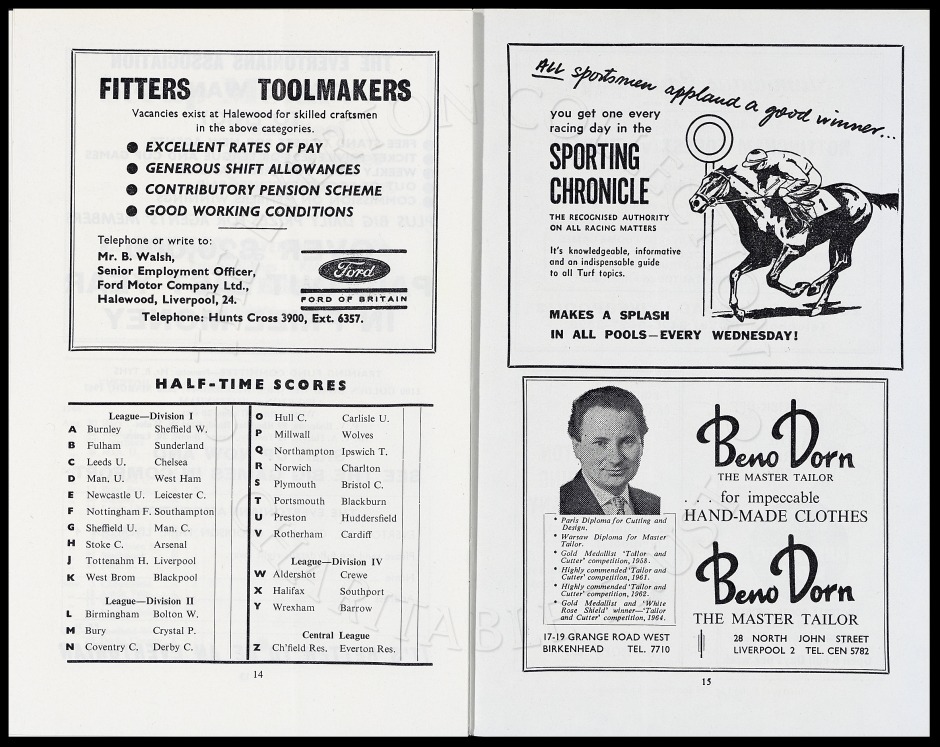 FITTERS TOOLMAKERS
Vacancies exist at Halewood for skilled craftsmen
in the above categories.
● EXCELLENT RATES OF PAY
● GENEROUS SHIFT ALLOWANCES
● CONTRIBUTORY PENSION SCHEME
● GOOD WORKING CONDITIONS
Telephone or write to:
Mr. B. Walsh,
Senior Employment Officer,
Ford Motor Company Ltd.,
Halewood, Liverpool, 24.
Ford
FORD OF BRITAIN
Telephone: Hunts Cross 3900, Ext. 6357.
HALF-TIME SCORES
League—Division I
A Burnley Sheffield W.
B Fulham Sunderland
C Leeds U. Chelsea
D Man. U. West Ham
E Newcastle U. Leicester C.
F Nottingham F. Southampton
G Sheffield U. Man. C.
H Stoke C. Arsenal
J Tottenahm H. Liverpool
K West Brom Blackpool
League—Division II
L Birmingham Bolton W.
M Bury Crystal P.
N Coventry C. Derby C.
O Hull C. Carlisle U.
P Millwall Wolves
Q Northampton Ipswich T.
R Norwich Charlton
S Plymouth Bristol C.
T Portsmouth Blackburn
U Preston Huddersfield
V Rotherham Cardiff
League—Division IV
W Aldershot Crewe
X Halifax Southport
Y Wrexham Barrow
Central League
Z Ch'field Res. Everton Res.
14
ALL sportsmen applaud a good winner...
you get one every
racing day in the
SPORTING
CHRONICLE
THE RECOGNISED AUTHORITY
ON ALL RACING MATTERS
It's knowledgeable, informative
and an indispensable guide
to all Turf topics.
1
MAKES A SPLASH
IN ALL POOLS—EVERY WEDNESDAY!
* Paris Diploma for Cutting and
Design.
* Warsaw Diploma for Master
Tailor.
* Gold Medallist 'Tailor and
Cutter' competition, 1958.
* Highly commended 'Tailor and
Cutter' competition, 1961.
* Highly commended 'Tailor and
Cutter' competition, 1962.
* Gold Medallist and 'White
Rose Shield' winner—'Tailor
and Cutter' competition, 1964.
Beno Dorn
THE MASTER TAILOR
. . . for impeccable
HAND-MADE CLOTHES
Beno Dorn
THE MASTER TAILOR
17-19 GRANGE ROAD WEST
BIRKENHEAD TEL. 7710
28 NORTH JOHN STREET
LIVERPOOL 2 TEL. CEN 5782
15